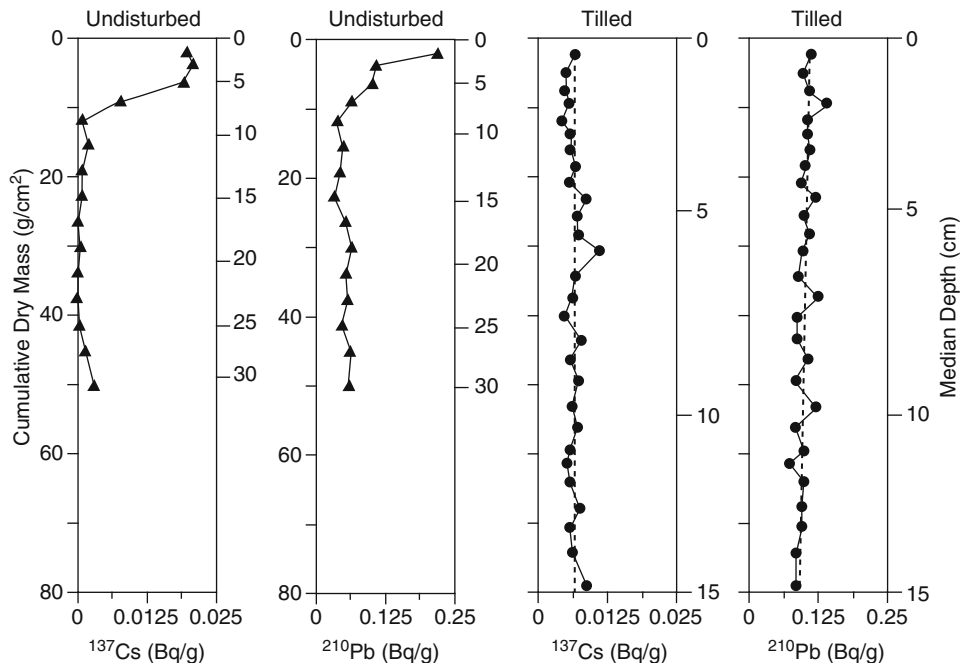 Undisturbed Undisturbed Tilled Tilled
Cumulative Dry Mass (g/cm²)
0
20
40
60
80
0
5
10
15
20
25
30
0 0.0125 0.025
¹³⁷Cs (Bq/g)
0
20
40
60
80
0
5
10
15
20
25
30
0 0.125 0.25
²¹⁰Pb (Bq/g)
0
5
10
15
0 0.0125 0.025
¹³⁷Cs (Bq/g)
0
5
10
15
0 0.125 0.25
²¹⁰Pb (Bq/g)
Median Depth (cm)